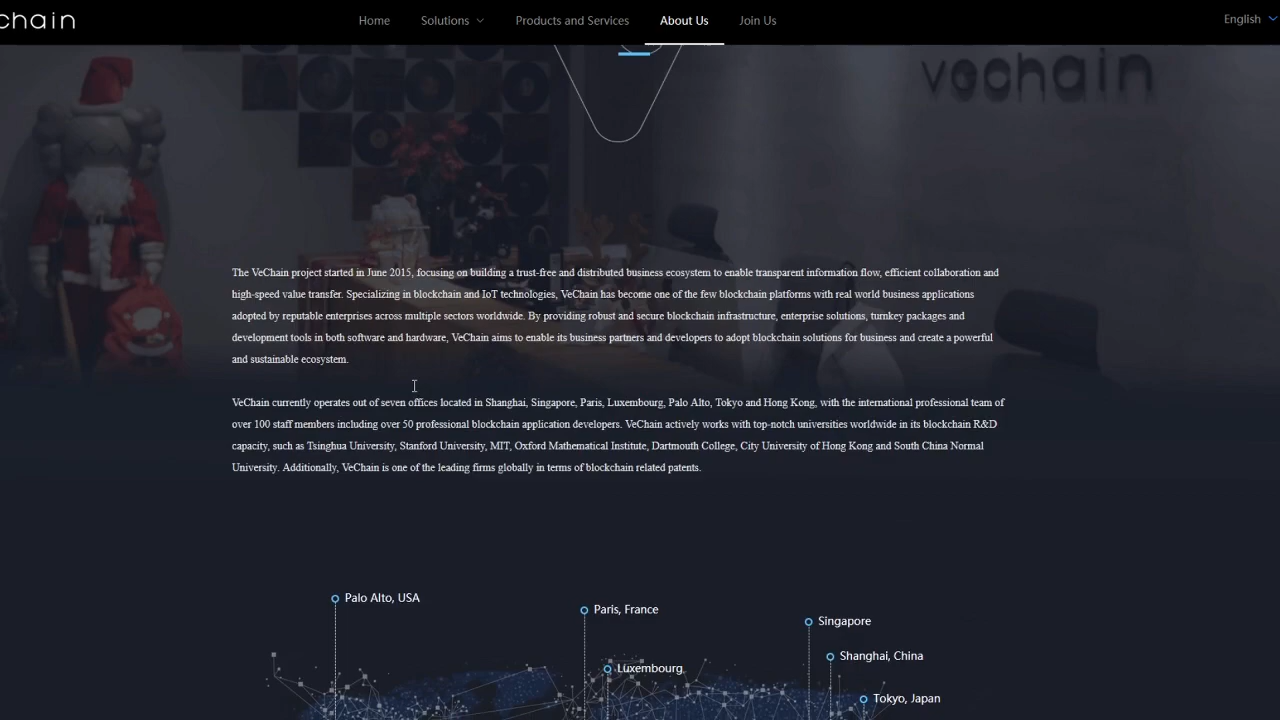 chain
Home Solutions Products and Services About Us Join Us English
vechain
The VeChain project started in June 2015, focusing on building a trust-free and distributed business ecosystem to enable transparent information flow, efficient collaboration and
high-speed value transfer. Specializing in blockchain and IoT technologies, VeChain has become one of the few blockchain platforms with real world business applications
adopted by reputable enterprises across multiple sectors worldwide. By providing robust and secure blockchain infrastructure, enterprise solutions, turnkey packages and
development tools in both software and hardware, VeChain aims to enable its business partners and developers to adopt blockchain solutions for business and create a powerful
and sustainable ecosystem.
VeChain currently operates out of seven offices located in Shanghai, Singapore, Paris, Luxembourg, Palo Alto, Tokyo and Hong Kong, with the international professional team of
over 100 staff members including over 50 professional blockchain application developers. VeChain actively works with top-notch universities worldwide in its blockchain R&D
capacity, such as Tsinghua University, Stanford University, MIT, Oxford Mathematical Institute, Dartmouth College, City University of Hong Kong and South China Normal
University. Additionally, VeChain is one of the leading firms globally in terms of blockchain related patents.
Palo Alto, USA
Paris, France
Singapore
Shanghai, China
Luxembourg
Tokyo, Japan